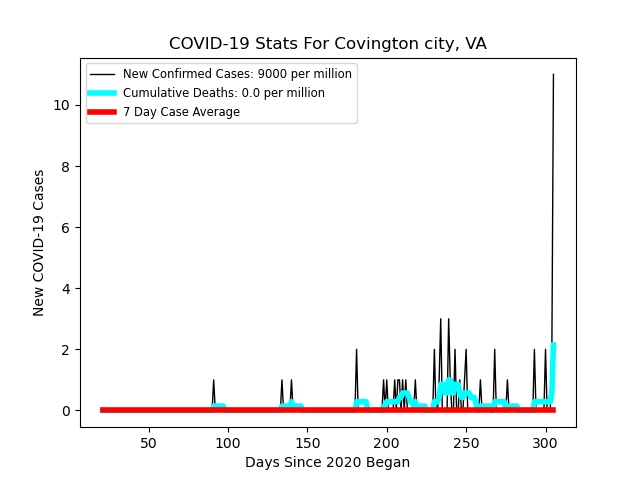 COVID-19 Stats For Covington city, VA
New Confirmed Cases: 9000 per million
Cumulative Deaths: 0.0 per million
7 Day Case Average
New COVID-19 Cases
10
8
6
4
2
0
50 100 150 200 250 300
Days Since 2020 Began